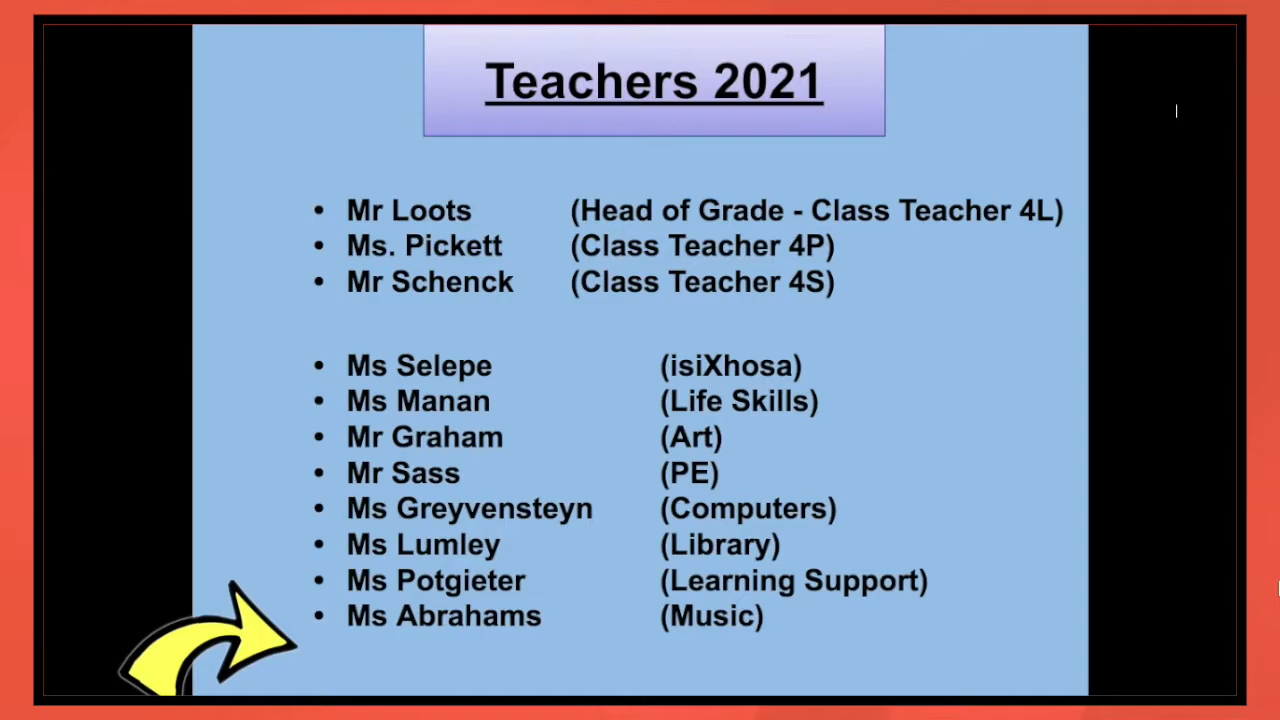 Teachers 2021
• Mr Loots (Head of Grade - Class Teacher 4L)
• Ms. Pickett (Class Teacher 4P)
• Mr Schenck (Class Teacher 4S)
• Ms Selepe (isiXhosa)
• Ms Manan (Life Skills)
• Mr Graham (Art)
• Mr Sass (PE)
• Ms Greyvensteyn (Computers)
• Ms Lumley (Library)
• Ms Potgieter (Learning Support)
• Ms Abrahams (Music)